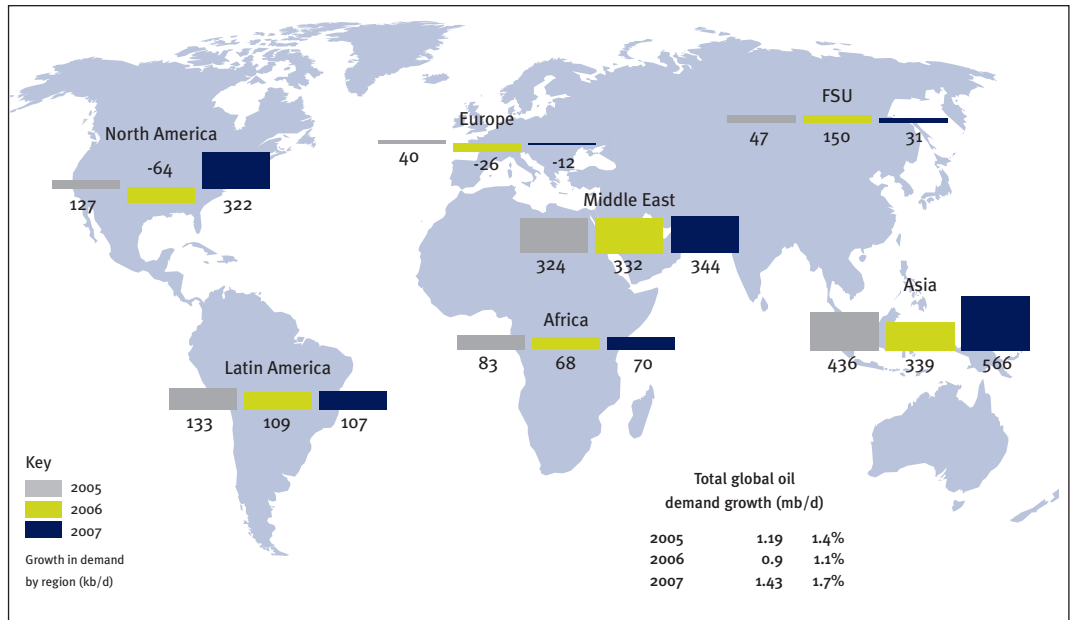 FSU
47 150 31
Europe
40 -26 -12
North America
-64
127 322
Middle East
324 332 344
Asia
436 339 566
Africa
83 68 70
Latin America
133 109 107
Key
2005
2006
2007
Growth in demand
by region (kb/d)
Total global oil
demand growth (mb/d)
2005 1.19 1.4%
2006 0.9 1.1%
2007 1.43 1.7%